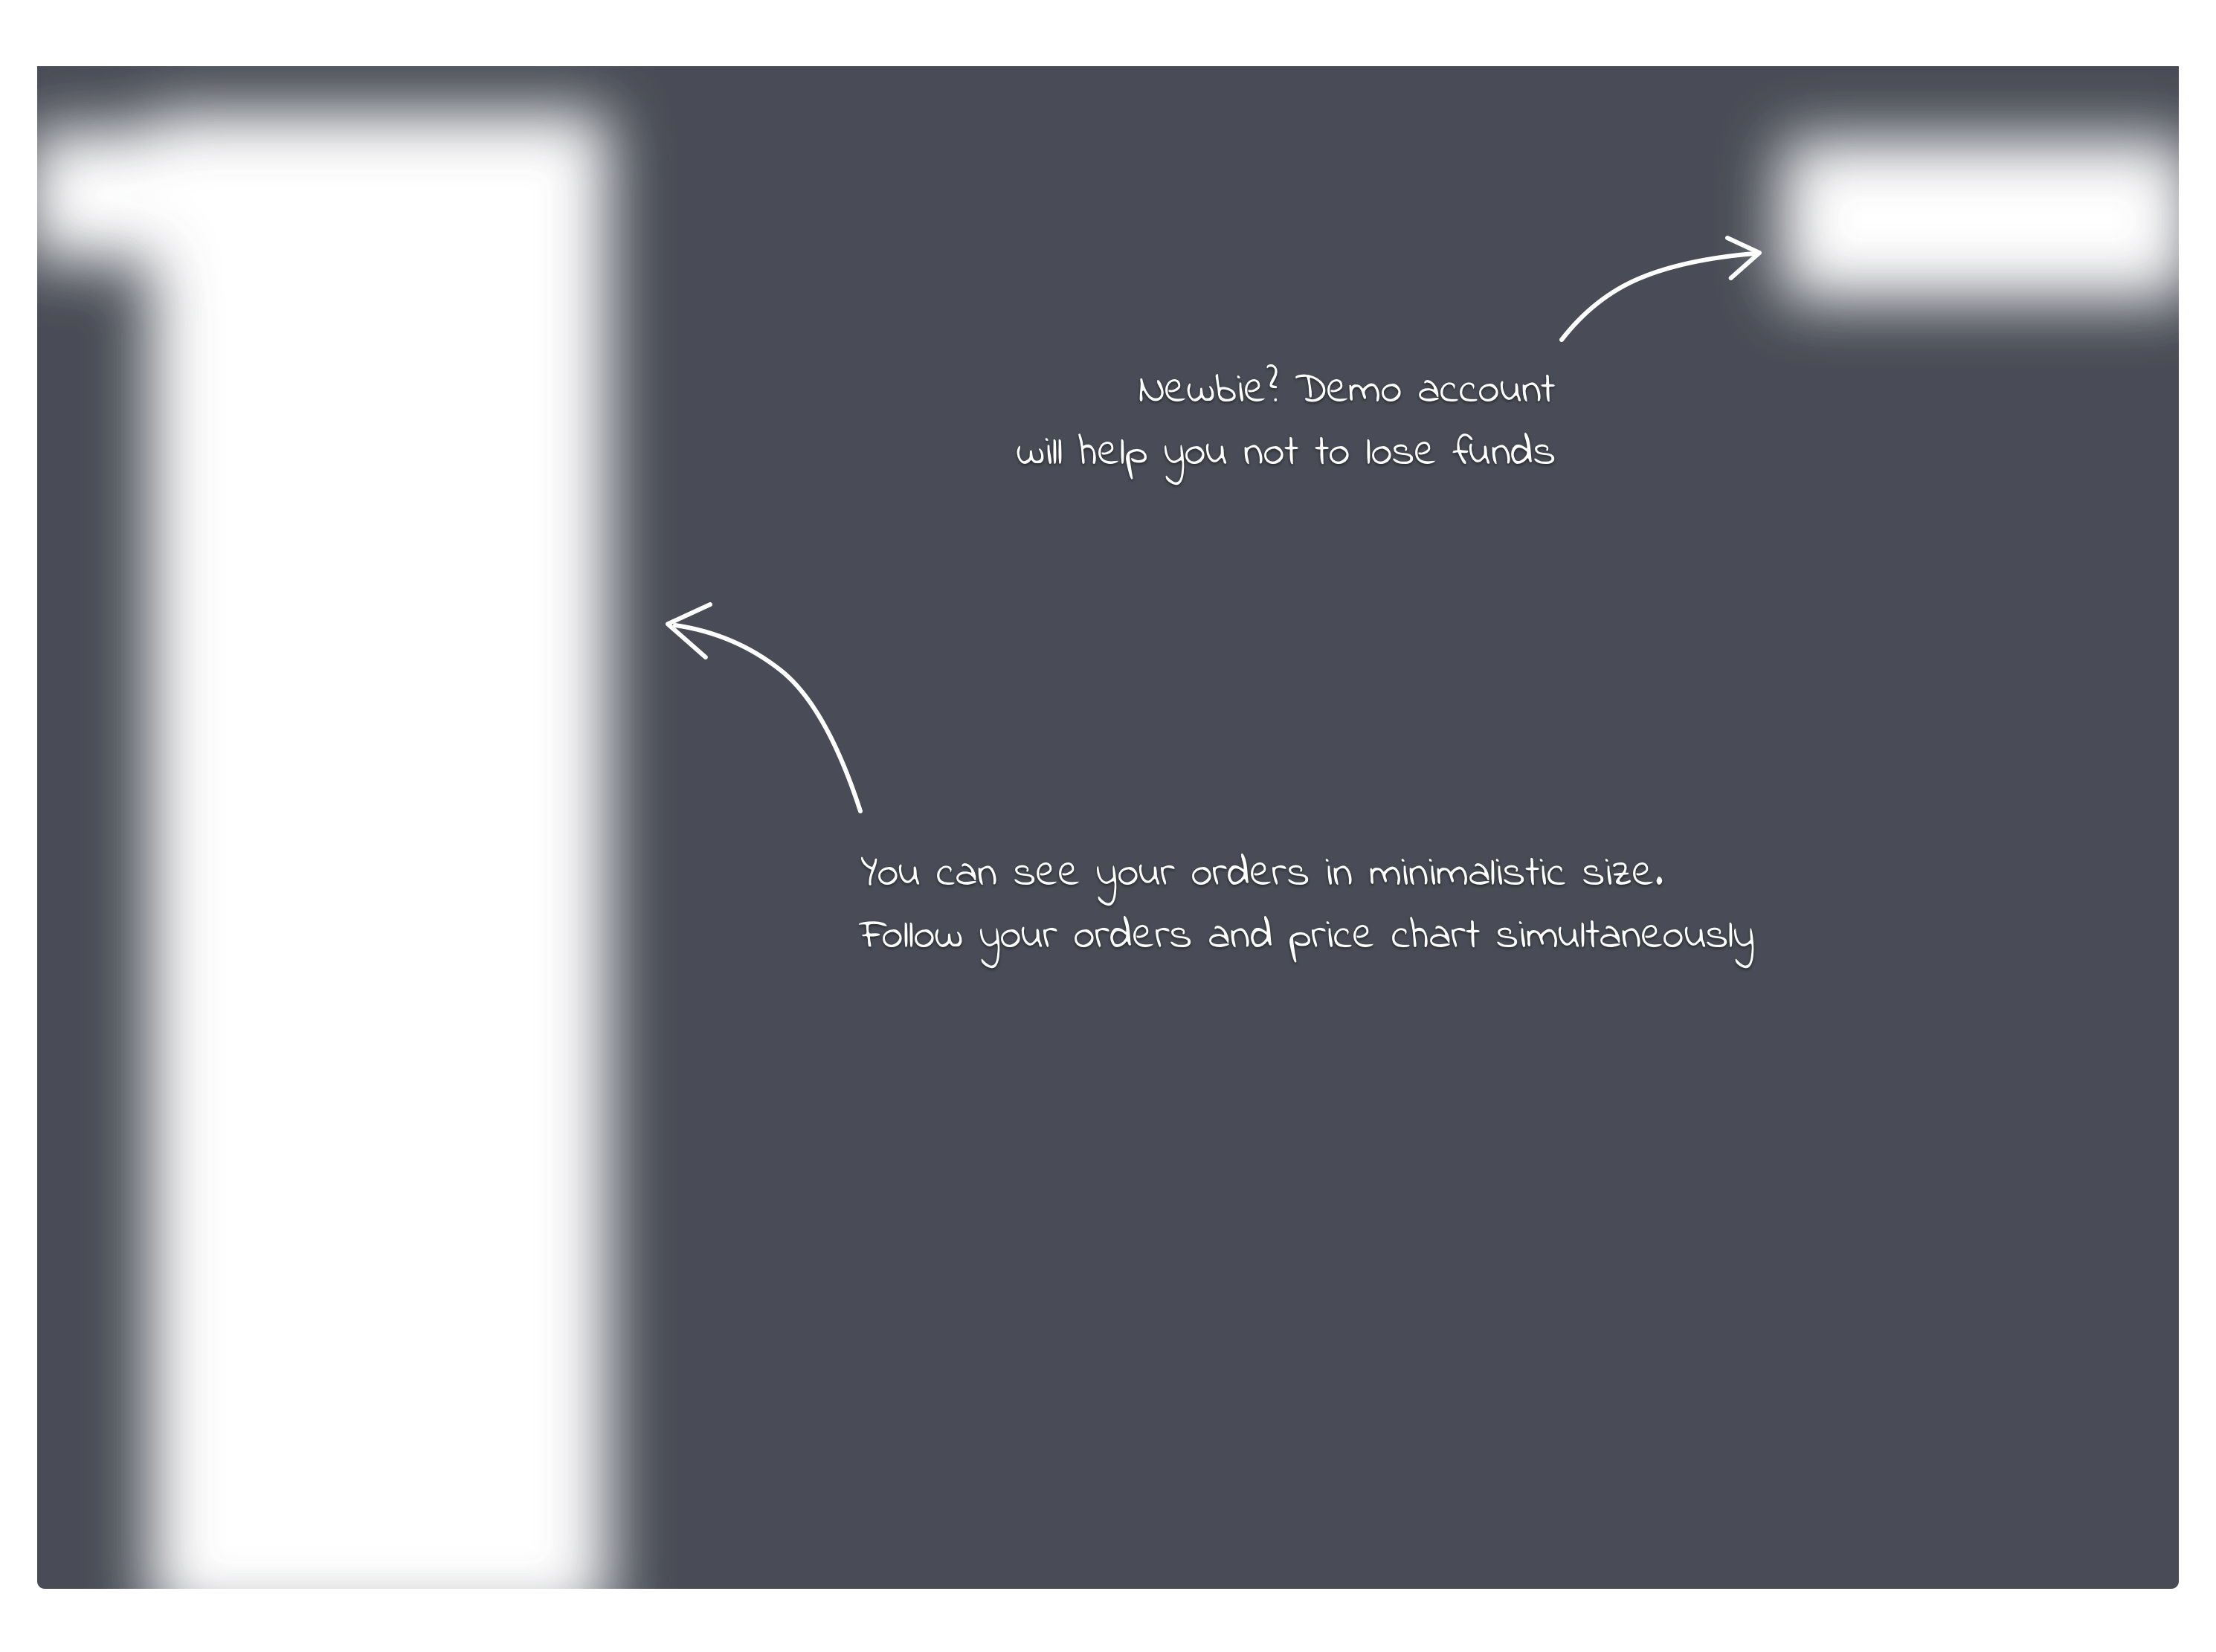 Newbie? Demo account
will help you not to lose funds
You can see your orders in minimalistic size.
Follow your orders and price chart simultaneously